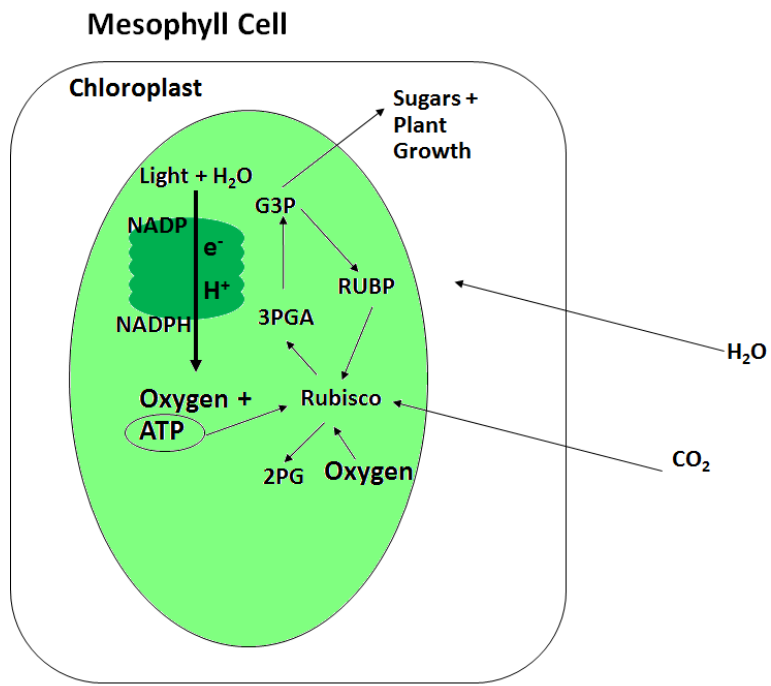 Mesophyll Cell
Chloroplast
Sugars +
Plant
Growth
Light + H₂O
G3P
NADP
e⁻
H⁺
RUBP
NADPH
3PGA
H₂O
Oxygen +
ATP
Rubisco
CO₂
2PG
Oxygen